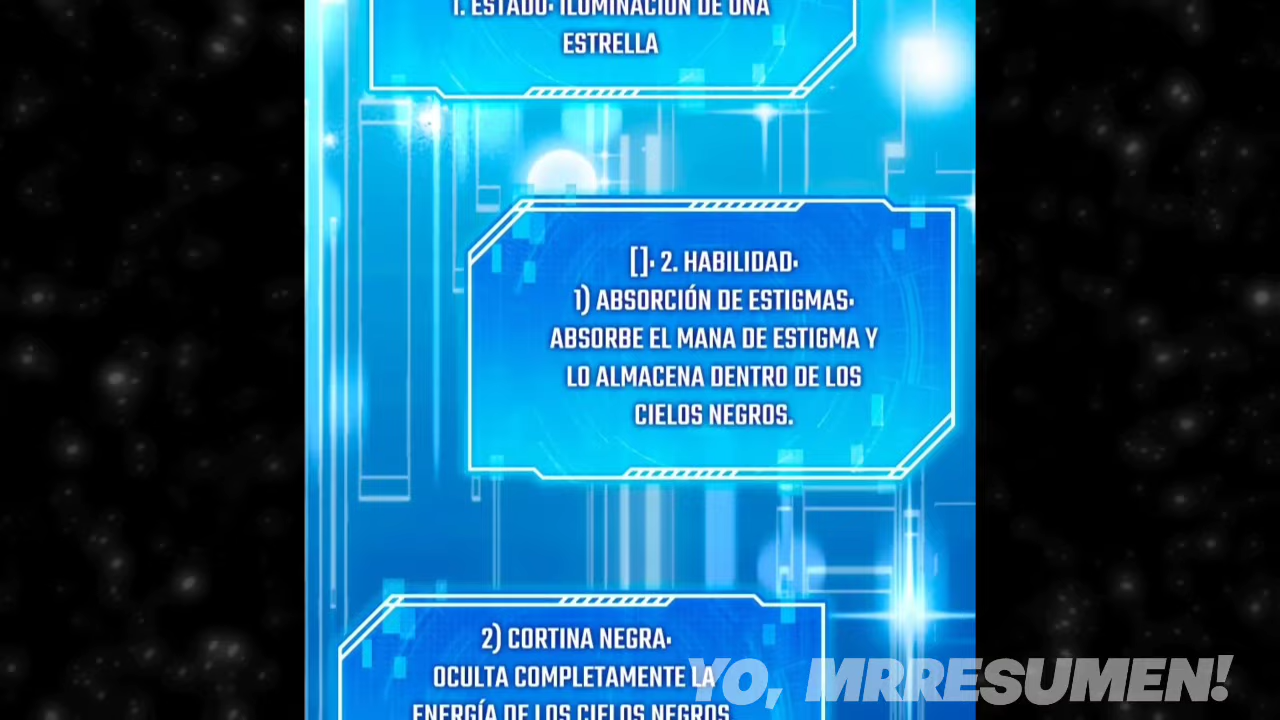 1. ESTADO: ILUMINACIÓN DE UNA
ESTRELLA
[]: 2. HABILIDAD:
1) ABSORCIÓN DE ESTIGMAS:
ABSORBE EL MANA DE ESTIGMA Y
LO ALMACENA DENTRO DE LOS
CIELOS NEGROS.
2) CORTINA NEGRA:
OCULTA COMPLETAMENTE LA
ENERGÍA DE LOS CIELOS NEGROS
YO, MRRESUMEN!